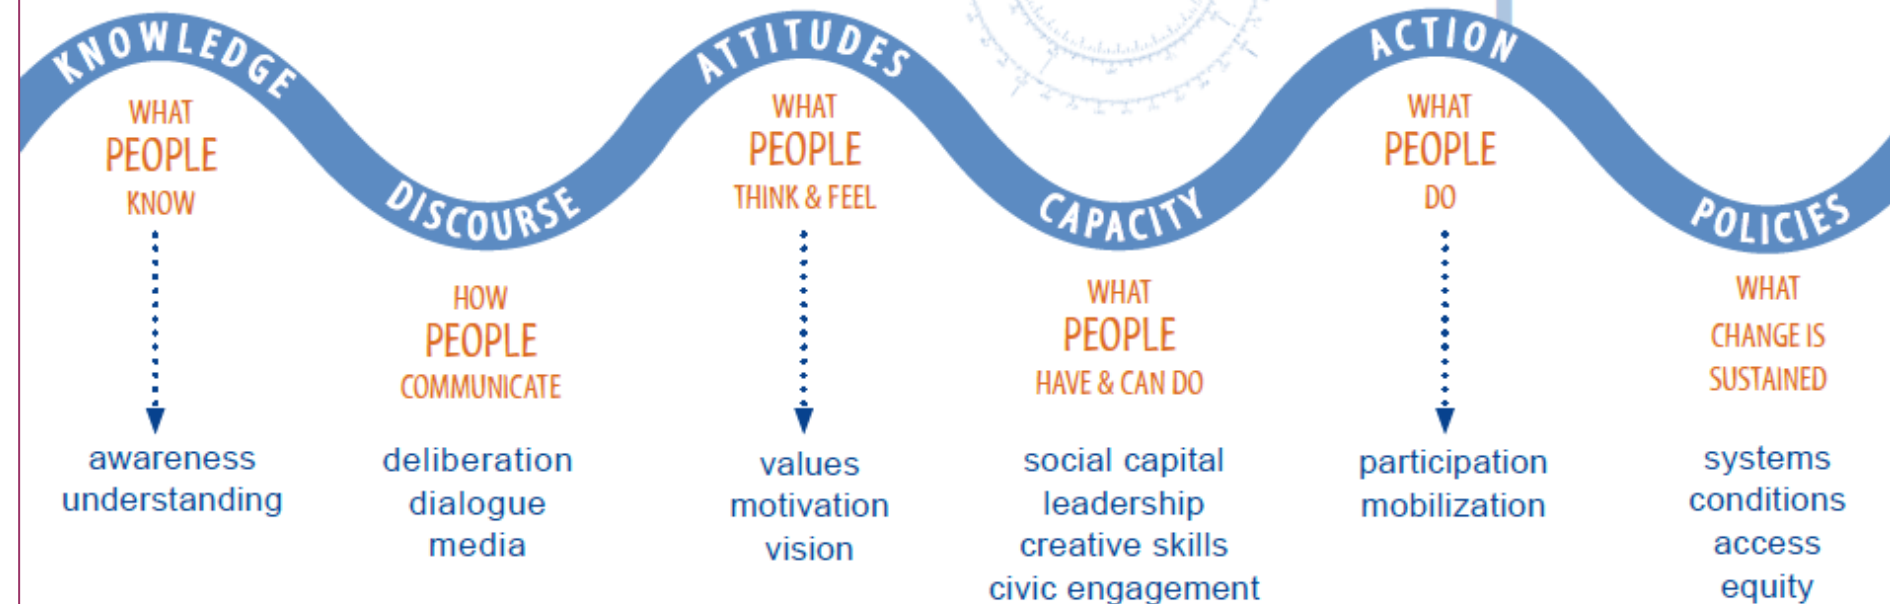 KNOWLEDGE
WHAT
PEOPLE
KNOW
awareness
understanding
DISCOURSE
HOW
PEOPLE
COMMUNICATE
deliberation
dialogue
media
ATTITUDES
WHAT
PEOPLE
THINK & FEEL
values
motivation
vision
CAPACITY
WHAT
PEOPLE
HAVE & CAN DO
social capital
leadership
creative skills
civic engagement
ACTION
WHAT
PEOPLE
DO
participation
mobilization
POLICIES
WHAT
CHANGE IS
SUSTAINED
systems
conditions
access
equity